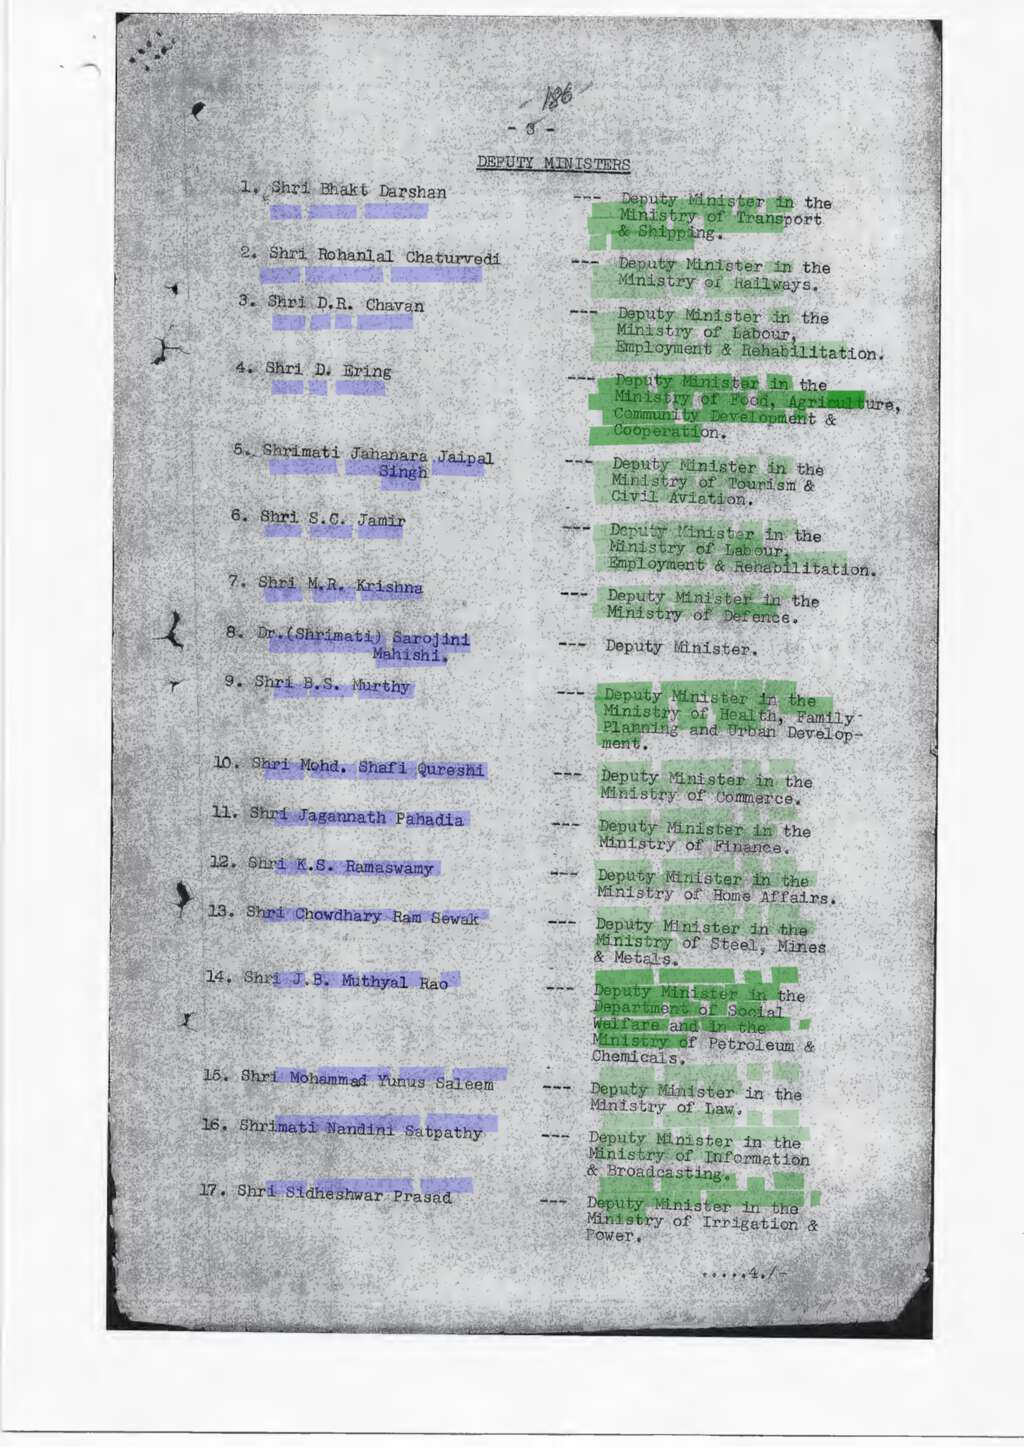 186
- 3 -
DEPUTY MINISTERS
1. Shri Bhakt Darshan --- Deputy Minister in the
Ministry of Transport
& Shipping.
2. Shri Rohanlal Chaturvedi --- Deputy Minister in the
Ministry of Railways.
3. Shri D.R. Chavan --- Deputy Minister in the
Ministry of Labour,
Employment & Rehabilitation.
4. Shri D. Ering --- Deputy Minister in the
Ministry of Food, Agriculture,
Community Development &
Cooperation.
5. Shrimati Jahanara Jaipal --- Deputy Minister in the
Singh Ministry of Tourism &
Civil Aviation.
6. Shri S.C. Jamir --- Deputy Minister in the
Ministry of Labour,
Employment & Rehabilitation.
7. Shri M.R. Krishna --- Deputy Minister in the
Ministry of Defence.
8. Dr.(Shrimati) Sarojini --- Deputy Minister.
Mahishi.
9. Shri B.S. Murthy --- Deputy Minister in the
Ministry of Health, Family
Planning and Urban Develop-
ment.
10. Shri Mohd. Shafi Qureshi --- Deputy Minister in the
Ministry of Commerce.
11. Shri Jagannath Pahadia --- Deputy Minister in the
Ministry of Finance.
12. Shri K.S. Ramaswamy --- Deputy Minister in the
Ministry of Home Affairs.
13. Shri Chowdhary Ram Sewak --- Deputy Minister in the
Ministry of Steel, Mines
& Metals.
14. Shri J.B. Muthyal Rao --- Deputy Minister in the
Department of Social
Welfare and in the
Ministry of Petroleum &
Chemicals.
15. Shri Mohammad Yunus Saleem --- Deputy Minister in the
Ministry of Law.
16. Shrimati Nandini Satpathy --- Deputy Minister in the
Ministry of Information
& Broadcasting.
17. Shri Sidheshwar Prasad --- Deputy Minister in the
Ministry of Irrigation &
Power.
.....4./-